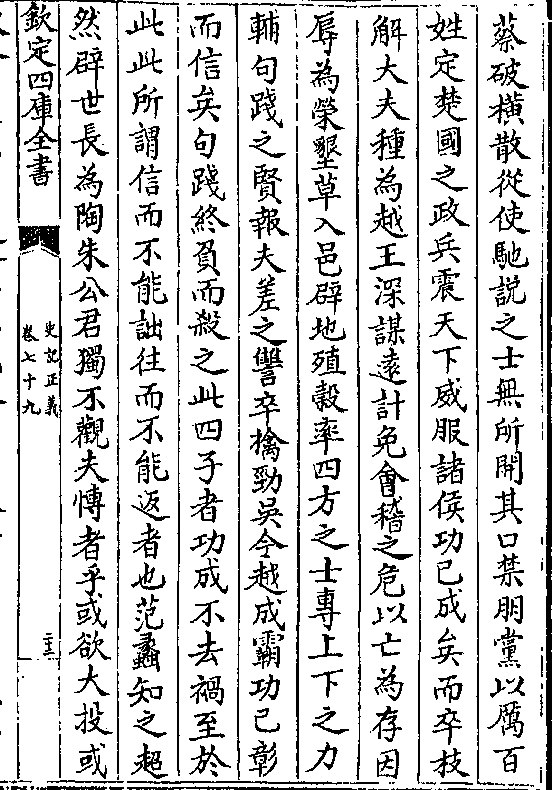 蔡破橫散從使馳說之士無所開其口禁朋黨以厲百
姓定楚國之政兵震天下威服諸侯功已成矣而卒枝
解大夫種為越王深謀遠計免會稽之危以亡為存因
辱為榮墾草入邑辟地殖穀率四方之士專上下之力
輔句踐之賢報夫差之讐卒擒勁吳令越成霸功已彰
而信矣句踐終負而殺之此四子者功成不去禍至於
此此所謂信而不能詘往而不能返者也范蠡知之超
然辟世長為陶朱公君獨不觀夫慱者乎或欲大投或
欽定四庫全書
史記正義
卷七十九
二十三